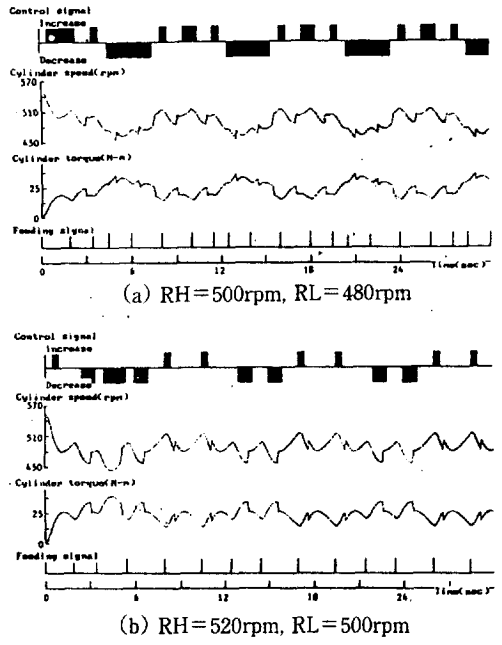 Control signal
Increase
Decrease
Cylinder speed(rpm)
570
510
450
Cylinder torque(N-m)
25
0
Feeding signal
0 6 12 18 24 Time(sec)
(a) RH=500rpm, RL=480rpm
Control signal
Increase
Decrease
Cylinder speed(rpm)
570
510
450
Cylinder torque(N-m)
25
0
Feeding signal
0 6 12 18 24 Time(sec)
(b) RH=520rpm, RL=500rpm